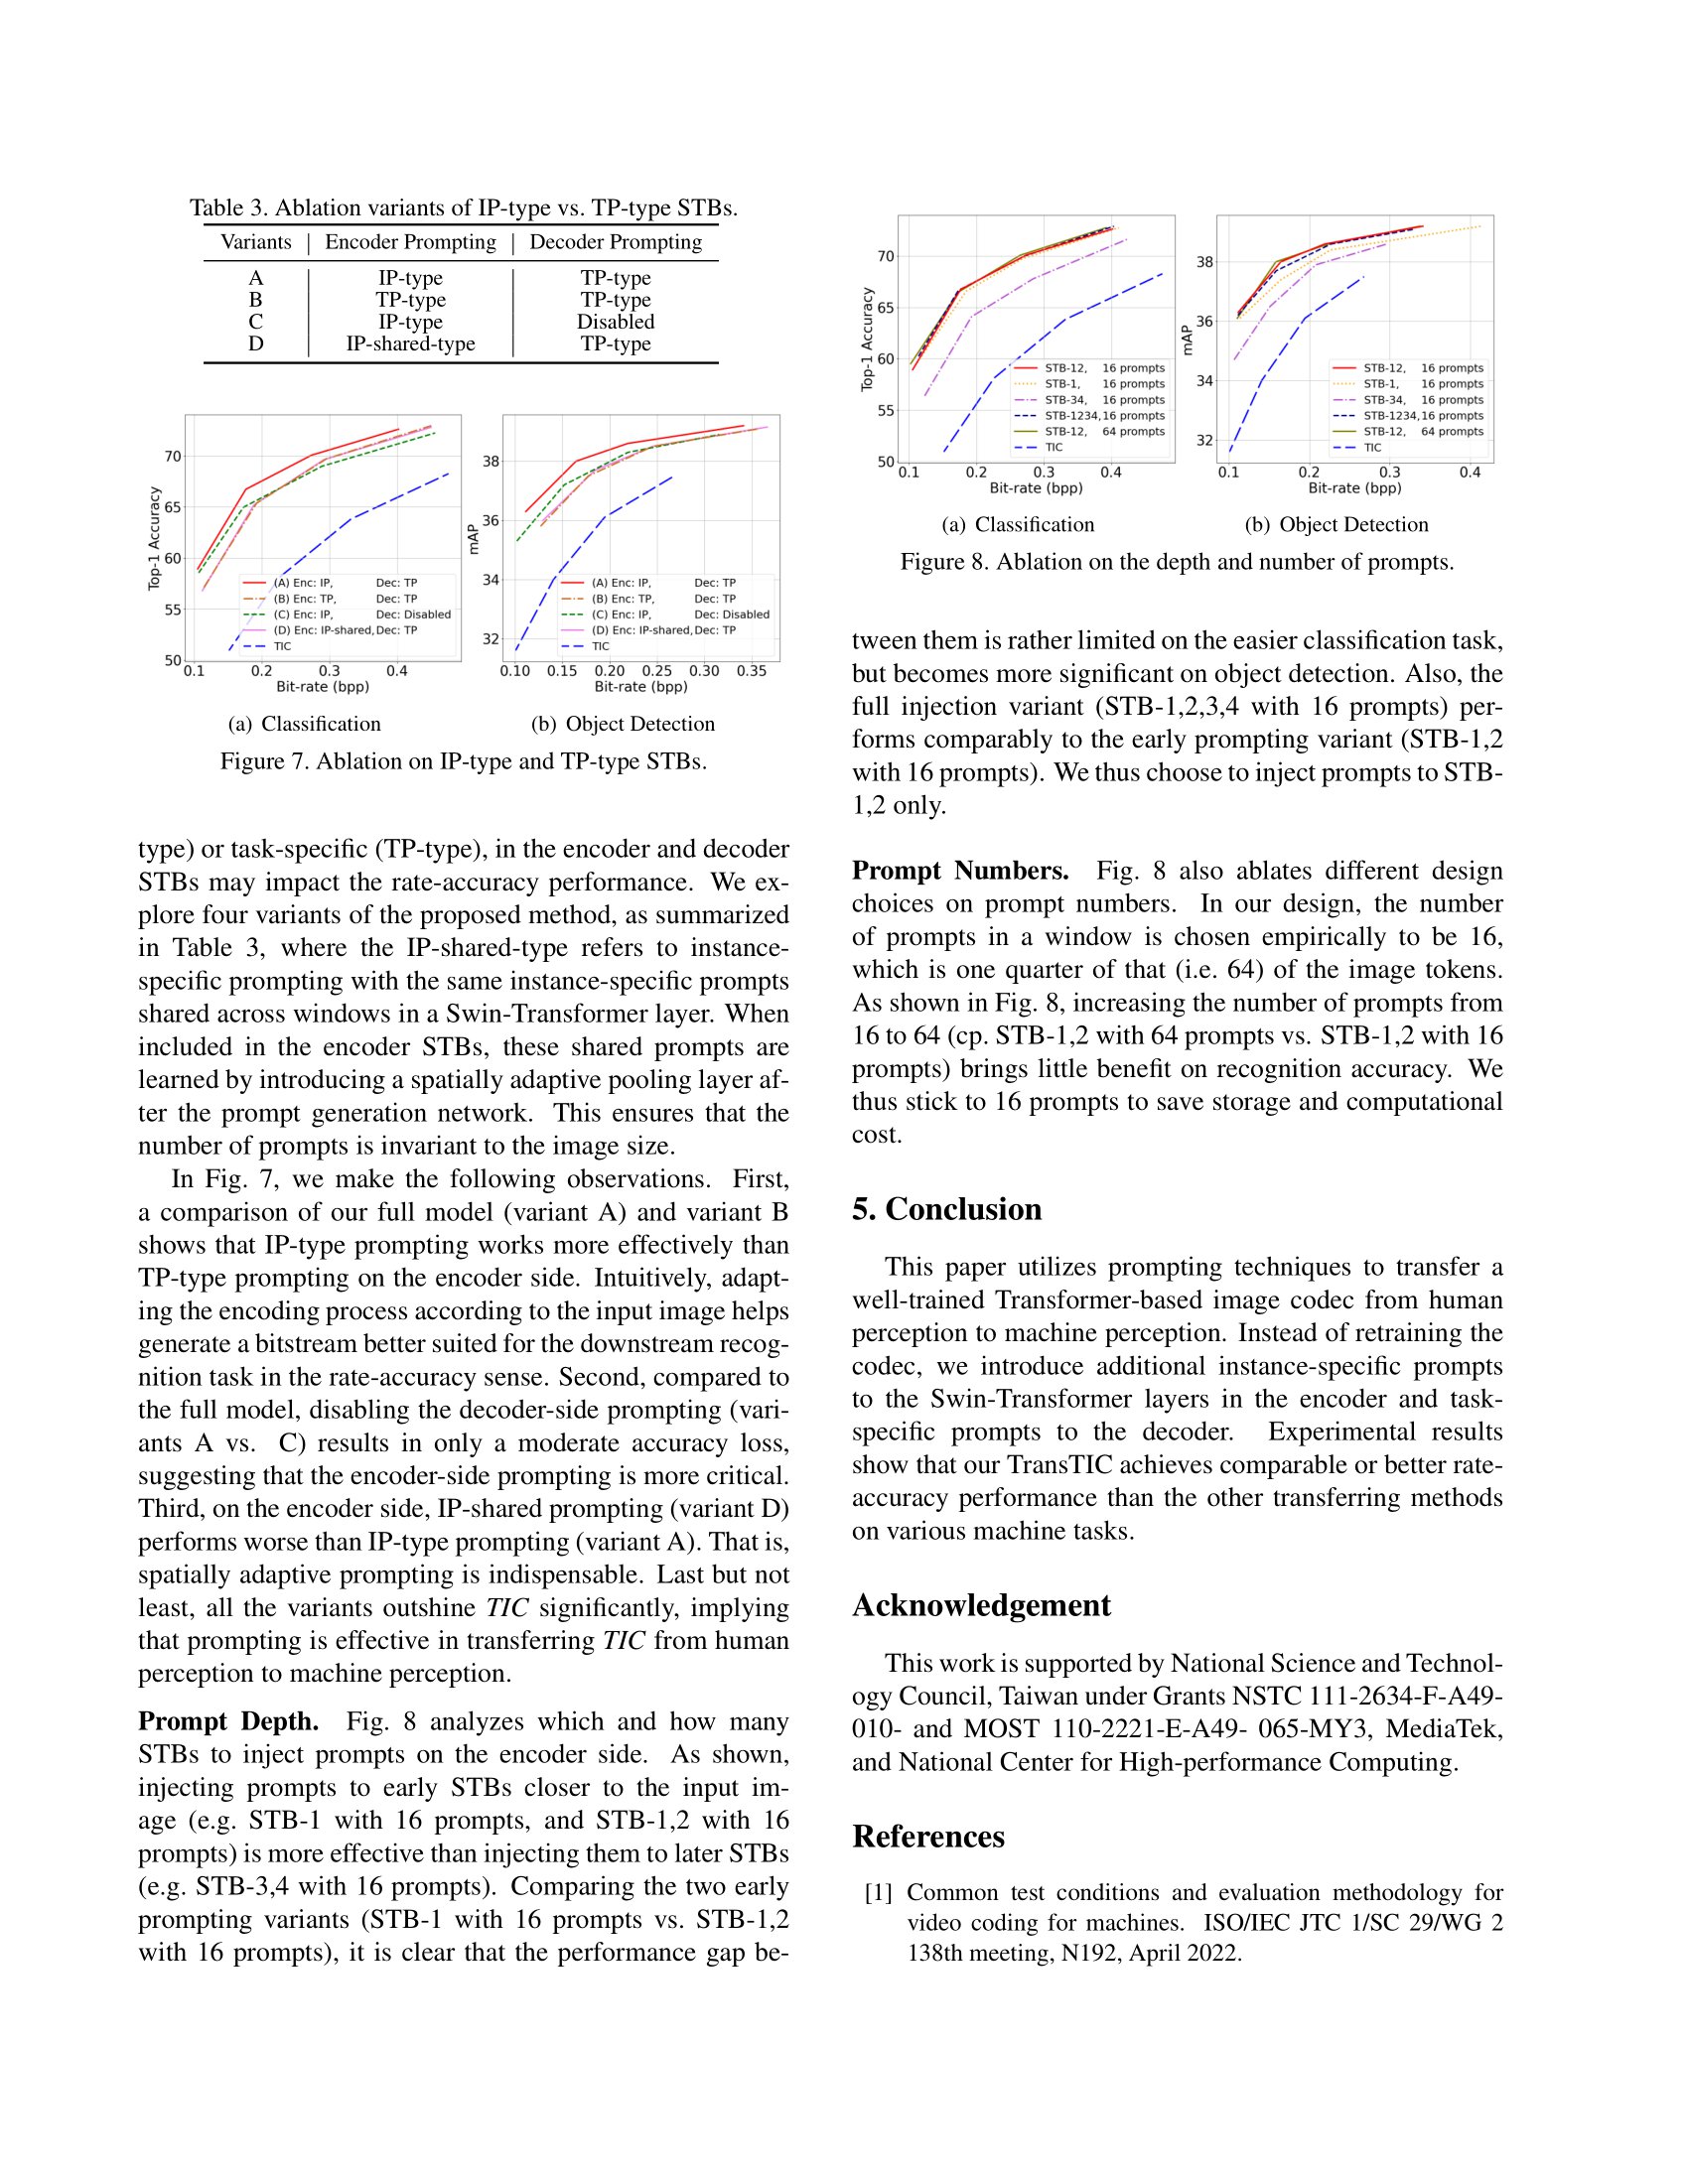 Table 3. Ablation variants of IP-type vs. TP-type STBs.
Variants | Encoder Prompting | Decoder Prompting
A | IP-type | TP-type
B | TP-type | TP-type
C | IP-type | Disabled
D | IP-shared-type | TP-type
Top-1 Accuracy
70
65
60
55
50
0.1 0.2 0.3 0.4
Bit-rate (bpp)
(A) Enc: IP, Dec: TP
(B) Enc: TP, Dec: TP
(C) Enc: IP, Dec: Disabled
(D) Enc: IP-shared, Dec: TP
TIC
(a) Classification
mAP
38
36
34
32
0.10 0.15 0.20 0.25 0.30 0.35
Bit-rate (bpp)
(A) Enc: IP, Dec: TP
(B) Enc: TP, Dec: TP
(C) Enc: IP, Dec: Disabled
(D) Enc: IP-shared, Dec: TP
TIC
(b) Object Detection
Figure 7. Ablation on IP-type and TP-type STBs.
type) or task-specific (TP-type), in the encoder and decoder
STBs may impact the rate-accuracy performance. We ex-
plore four variants of the proposed method, as summarized
in Table 3, where the IP-shared-type refers to instance-
specific prompting with the same instance-specific prompts
shared across windows in a Swin-Transformer layer. When
included in the encoder STBs, these shared prompts are
learned by introducing a spatially adaptive pooling layer af-
ter the prompt generation network. This ensures that the
number of prompts is invariant to the image size.
In Fig. 7, we make the following observations. First,
a comparison of our full model (variant A) and variant B
shows that IP-type prompting works more effectively than
TP-type prompting on the encoder side. Intuitively, adapt-
ing the encoding process according to the input image helps
generate a bitstream better suited for the downstream recog-
nition task in the rate-accuracy sense. Second, compared to
the full model, disabling the decoder-side prompting (vari-
ants A vs. C) results in only a moderate accuracy loss,
suggesting that the encoder-side prompting is more critical.
Third, on the encoder side, IP-shared prompting (variant D)
performs worse than IP-type prompting (variant A). That is,
spatially adaptive prompting is indispensable. Last but not
least, all the variants outshine TIC significantly, implying
that prompting is effective in transferring TIC from human
perception to machine perception.
Prompt Depth. Fig. 8 analyzes which and how many
STBs to inject prompts on the encoder side. As shown,
injecting prompts to early STBs closer to the input im-
age (e.g. STB-1 with 16 prompts, and STB-1,2 with 16
prompts) is more effective than injecting them to later STBs
(e.g. STB-3,4 with 16 prompts). Comparing the two early
prompting variants (STB-1 with 16 prompts vs. STB-1,2
with 16 prompts), it is clear that the performance gap be-
Top-1 Accuracy
70
65
60
55
50
0.1 0.2 0.3 0.4
Bit-rate (bpp)
STB-12, 16 prompts
STB-1, 16 prompts
STB-34, 16 prompts
STB-1234, 16 prompts
STB-12, 64 prompts
TIC
(a) Classification
mAP
38
36
34
32
0.1 0.2 0.3 0.4
Bit-rate (bpp)
STB-12, 16 prompts
STB-1, 16 prompts
STB-34, 16 prompts
STB-1234, 16 prompts
STB-12, 64 prompts
TIC
(b) Object Detection
Figure 8. Ablation on the depth and number of prompts.
tween them is rather limited on the easier classification task,
but becomes more significant on object detection. Also, the
full injection variant (STB-1,2,3,4 with 16 prompts) per-
forms comparably to the early prompting variant (STB-1,2
with 16 prompts). We thus choose to inject prompts to STB-
1,2 only.
Prompt Numbers. Fig. 8 also ablates different design
choices on prompt numbers. In our design, the number
of prompts in a window is chosen empirically to be 16,
which is one quarter of that (i.e. 64) of the image tokens.
As shown in Fig. 8, increasing the number of prompts from
16 to 64 (cp. STB-1,2 with 64 prompts vs. STB-1,2 with 16
prompts) brings little benefit on recognition accuracy. We
thus stick to 16 prompts to save storage and computational
cost.
5. Conclusion
This paper utilizes prompting techniques to transfer a
well-trained Transformer-based image codec from human
perception to machine perception. Instead of retraining the
codec, we introduce additional instance-specific prompts
to the Swin-Transformer layers in the encoder and task-
specific prompts to the decoder. Experimental results
show that our TransTIC achieves comparable or better rate-
accuracy performance than the other transferring methods
on various machine tasks.
Acknowledgement
This work is supported by National Science and Technol-
ogy Council, Taiwan under Grants NSTC 111-2634-F-A49-
010- and MOST 110-2221-E-A49- 065-MY3, MediaTek,
and National Center for High-performance Computing.
References
[1] Common test conditions and evaluation methodology for
video coding for machines. ISO/IEC JTC 1/SC 29/WG 2
138th meeting, N192, April 2022.